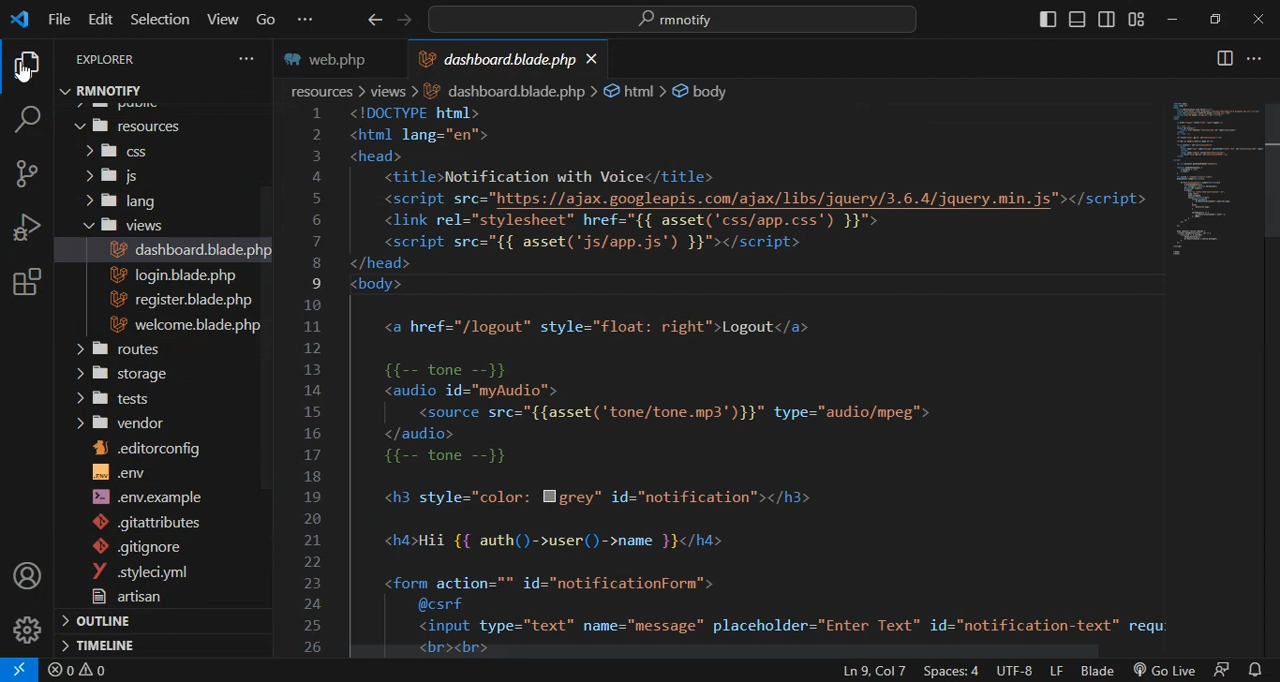 File Edit Selection View Go ··· rmnotify
EXPLORER ···
RMNOTIFY
public
resources
css
js
lang
views
dashboard.blade.php
login.blade.php
register.blade.php
welcome.blade.php
routes
storage
tests
vendor
.editorconfig
.env
.env.example
.gitattributes
.gitignore
.styleci.yml
artisan
OUTLINE
TIMELINE
web.php dashboard.blade.php
resources > views > dashboard.blade.php > html > body
1 <!DOCTYPE html>
2 <html lang="en">
3 <head>
4 <title>Notification with Voice</title>
5 <script src="https://ajax.googleapis.com/ajax/libs/jquery/3.6.4/jquery.min.js"></script>
6 <link rel="stylesheet" href="{{ asset('css/app.css') }}">
7 <script src="{{ asset('js/app.js') }}"></script>
8 </head>
9 <body>
10
11 <a href="/logout" style="float: right">Logout</a>
12
13 {{-- tone --}}
14 <audio id="myAudio">
15 <source src="{{asset('tone/tone.mp3')}}" type="audio/mpeg">
16 </audio>
17 {{-- tone --}}
18
19 <h3 style="color: grey" id="notification"></h3>
20
21 <h4>Hii {{ auth()->user()->name }}</h4>
22
23 <form action="" id="notificationForm">
24 @csrf
25 <input type="text" name="message" placeholder="Enter Text" id="notification-text" requi
26 <br><br>
0 0 Ln 9, Col 7 Spaces: 4 UTF-8 LF Blade Go Live